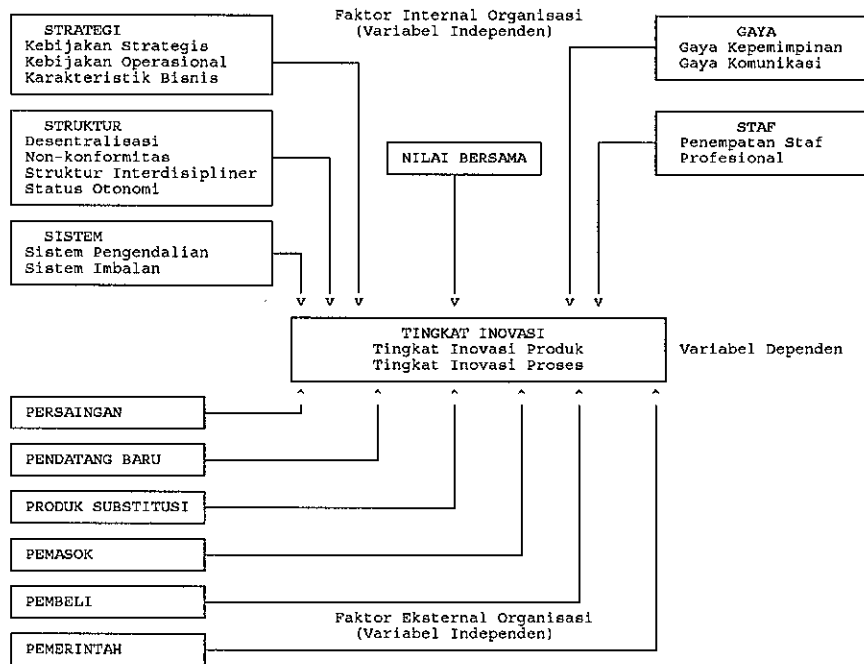 Faktor Internal Organisasi
(Variabel Independen)
STRATEGI
Kebijakan Strategis
Kebijakan Operasional
Karakteristik Bisnis
STRUKTUR
Desentralisasi
Non-konformitas
Struktur Interdisipliner
Status Otonomi
SISTEM
Sistem Pengendalian
Sistem Imbalan
NILAI BERSAMA
GAYA
Gaya Kepemimpinan
Gaya Komunikasi
STAF
Penempatan Staf
Profesional
TINGKAT INOVASI
Tingkat Inovasi Produk
Tingkat Inovasi Proses
Variabel Dependen
PERSAINGAN
PENDATANG BARU
PRODUK SUBSTITUSI
PEMASOK
PEMBELI
PEMERINTAH
Faktor Eksternal Organisasi
(Variabel Independen)